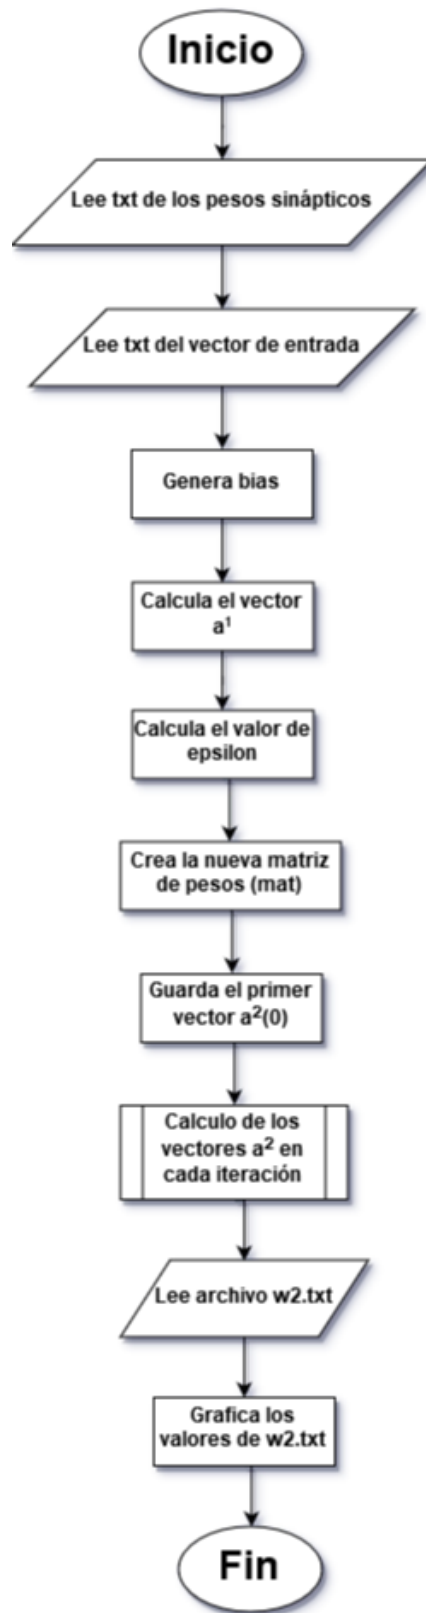 Inicio
Lee txt de los pesos sinápticos
Lee txt del vector de entrada
Genera bias
Calcula el vector
a¹
Calcula el valor de
epsilon
Crea la nueva matriz
de pesos (mat)
Guarda el primer
vector a²(0)
Calculo de los
vectores a² en
cada iteración
Lee archivo w2.txt
Grafica los
valores de w2.txt
Fin